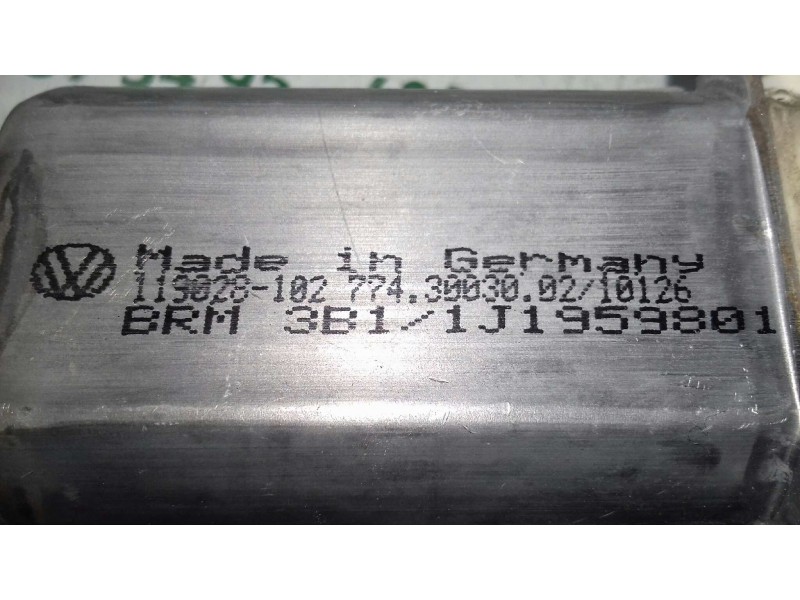 Made in Germany
119028-102 774.30030.02/10126
BRM 3B1/1J1959801